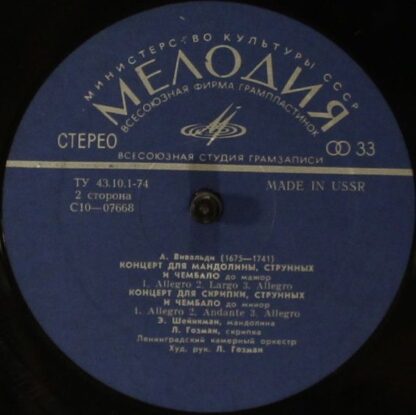 МИНИСТЕРСТВО КУЛЬТУРЫ СССР
МЕЛОДИЯ
ВСЕСОЮЗНАЯ ФИРМА ГРАМПЛАСТИНОК
СТЕРЕО
33
ВСЕСОЮЗНАЯ СТУДИЯ ГРАМЗАПИСИ
ТУ 43.10.1-74
MADE IN USSR
2 сторона
С10—07668
А. Вивальди (1675—1741)
КОНЦЕРТ ДЛЯ МАНДОЛИНЫ, СТРУННЫХ
И ЧЕМБАЛО до мажор
1. Allegro 2. Largo 3. Allegro
КОНЦЕРТ ДЛЯ СКРИПКИ, СТРУННЫХ
И ЧЕМБАЛО до минор
1. Allegro 2. Andante 3. Allegro
Э. Шейнкман, мандолина
Л. Гозман, скрипка
Ленинградский камерный оркестр
Худ. рук. Л. Гозман